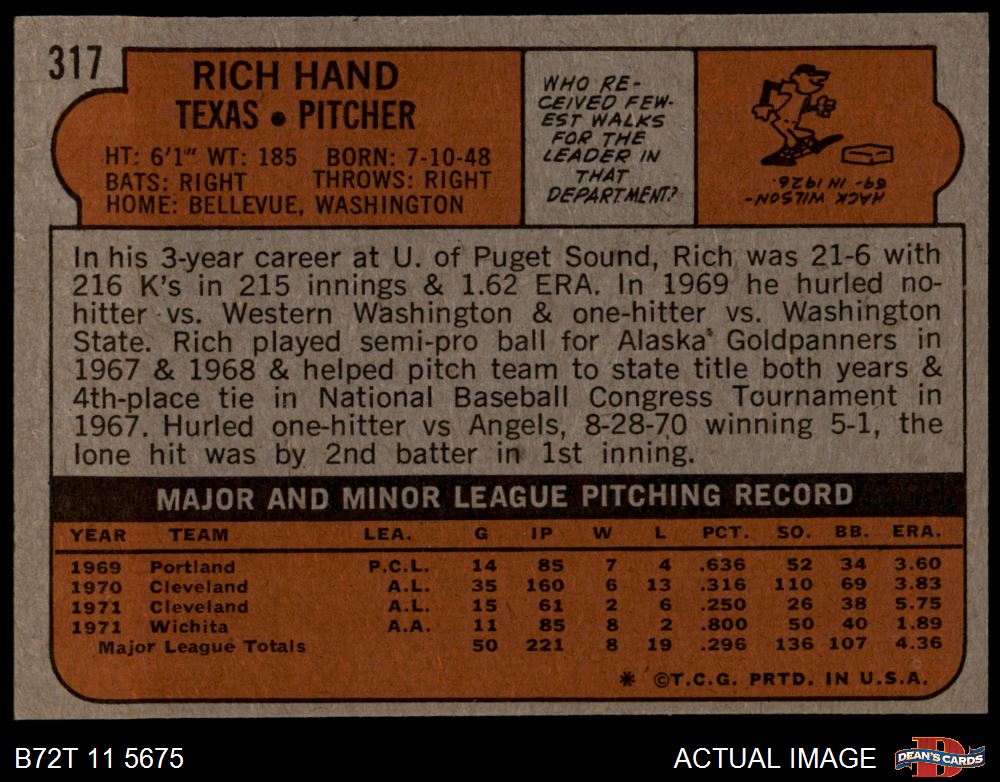 317
RICH HAND
TEXAS • PITCHER
HT: 6'1" WT: 185 BORN: 7-10-48
BATS: RIGHT THROWS: RIGHT
HOME: BELLEVUE, WASHINGTON
WHO RE-
CEIVED FEW-
EST WALKS
FOR THE
LEADER IN
THAT
DEPARTMENT?
HACK WILSON-
69- IN 1926.
In his 3-year career at U. of Puget Sound, Rich was 21-6 with
216 K's in 215 innings & 1.62 ERA. In 1969 he hurled no-
hitter vs. Western Washington & one-hitter vs. Washington
State. Rich played semi-pro ball for Alaska Goldpanners in
1967 & 1968 & helped pitch team to state title both years &
4th-place tie in National Baseball Congress Tournament in
1967. Hurled one-hitter vs Angels, 8-28-70 winning 5-1, the
lone hit was by 2nd batter in 1st inning.
MAJOR AND MINOR LEAGUE PITCHING RECORD
YEAR TEAM LEA. G IP W L PCT. SO. BB. ERA.
1969 Portland P.C.L. 14 85 7 4 .636 52 34 3.60
1970 Cleveland A.L. 35 160 6 13 .316 110 69 3.83
1971 Cleveland A.L. 15 61 2 6 .250 26 38 5.75
1971 Wichita A.A. 11 85 8 2 .800 50 40 1.89
Major League Totals 50 221 8 19 .296 136 107 4.36
* ©T.C.G. PRTD. IN U.S.A.
B72T 11 5675
ACTUAL IMAGE
D
DEAN'S CARDS